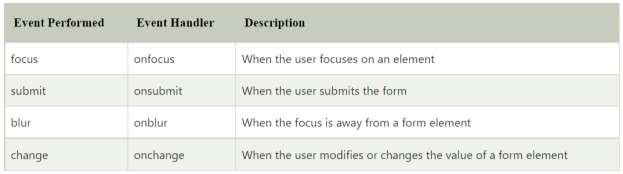 Event Performed Event Handler Description
focus onfocus When the user focuses on an element
submit onsubmit When the user submits the form
blur onblur When the focus is away from a form element
change onchange When the user modifies or changes the value of a form element